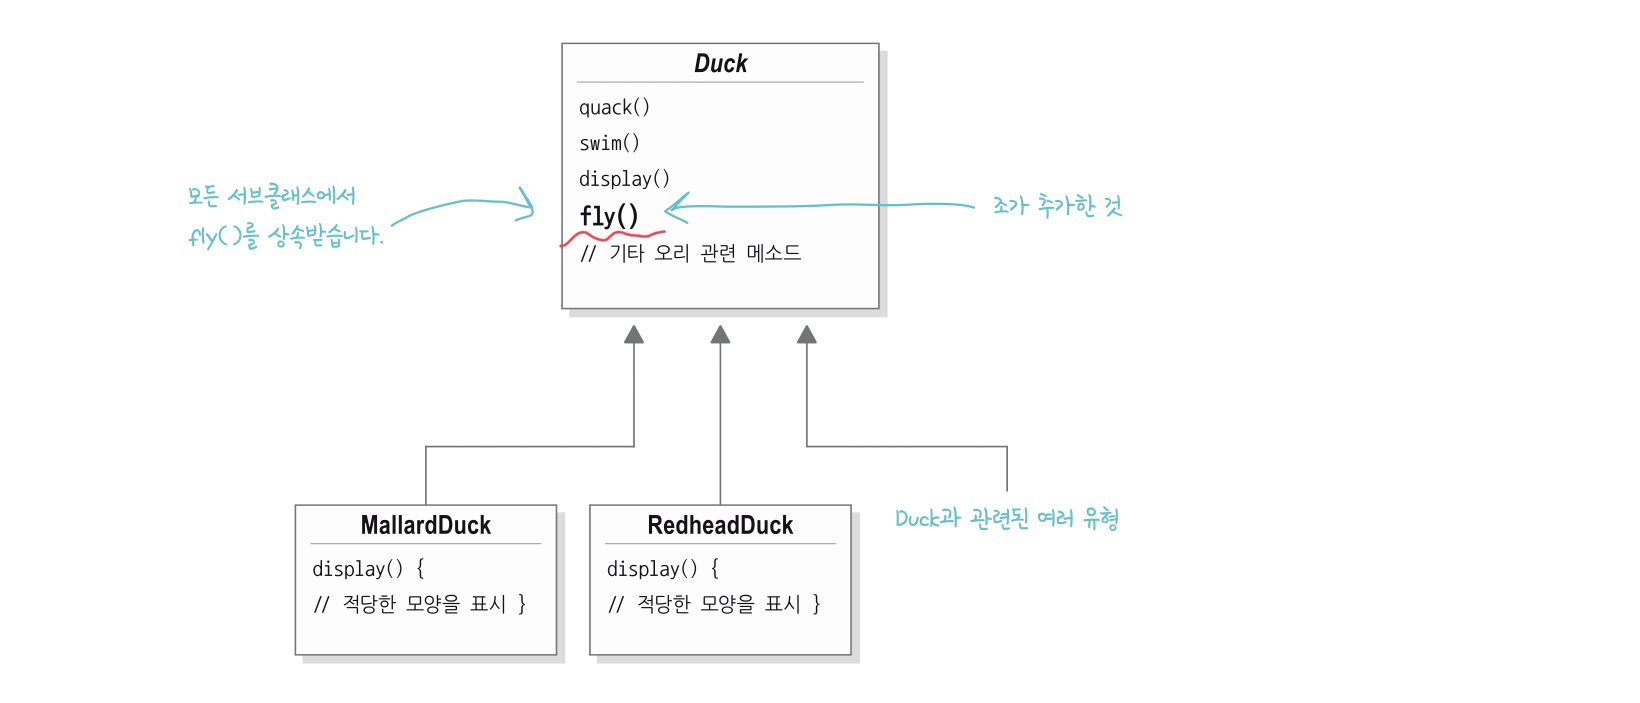 Duck
quack()
swim()
display()
fly()
// 기타 오리 관련 메소드
모든 서브클래스에서
fly()를 상속받습니다.
조가 추가한 것
MallardDuck
display() {
// 적당한 모양을 표시 }
RedheadDuck
display() {
// 적당한 모양을 표시 }
Duck과 관련된 여러 유형